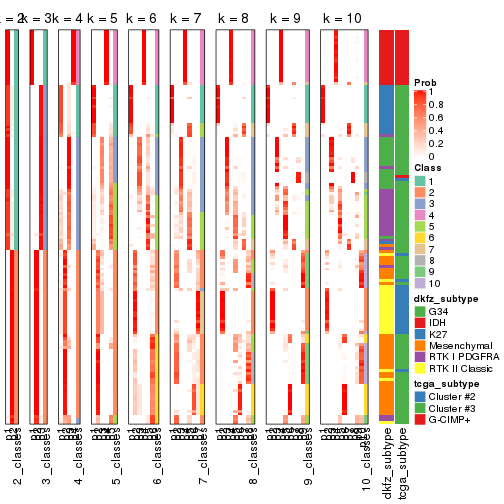 k = 2
k = 3
k = 4
k = 5
k = 6
k = 7
k = 8
k = 9
k = 10
Prob
1
0.8
0.6
0.4
0.2
0
Class
1
2
3
4
5
6
7
8
9
10
dkfz_subtype
G34
IDH
K27
Mesenchymal
RTK I PDGFRA
RTK II Classic
tcga_subtype
Cluster #2
Cluster #3
G-CIMP+
2_classes
3_classes
4_classes
5_classes
6_classes
7_classes
8_classes
9_classes
10_classes
dkfz_subtype
tcga_subtype